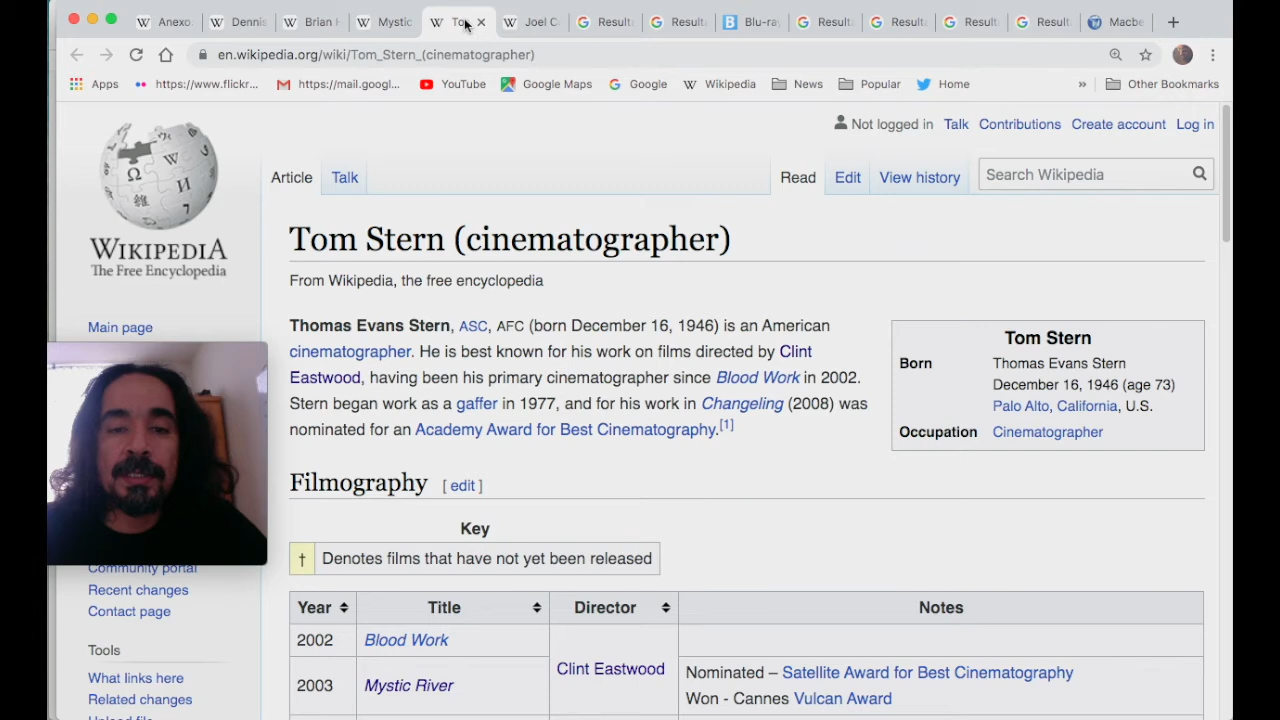 Anexo
Dennis
Brian H
Mystic
To
Joel C
Result
Result
Blu-ray
Result
Result
Result
Result
Macbe
en.wikipedia.org/wiki/Tom_Stern_(cinematographer)
Apps
https://www.flickr...
https://mail.googl...
YouTube
Google Maps
Google
Wikipedia
News
Popular
Home
»
Other Bookmarks
Not logged in Talk Contributions Create account Log in
Article Talk
Read Edit View history
Search Wikipedia
WIKIPEDIA
The Free Encyclopedia
Tom Stern (cinematographer)
From Wikipedia, the free encyclopedia
Thomas Evans Stern, ASC, AFC (born December 16, 1946) is an American
cinematographer. He is best known for his work on films directed by Clint
Eastwood, having been his primary cinematographer since Blood Work in 2002.
Stern began work as a gaffer in 1977, and for his work in Changeling (2008) was
nominated for an Academy Award for Best Cinematography.[1]
Tom Stern
Born Thomas Evans Stern
December 16, 1946 (age 73)
Palo Alto, California, U.S.
Occupation Cinematographer
Filmography [ edit ]
Key
† Denotes films that have not yet been released
Year Title Director Notes
2002 Blood Work
Clint Eastwood
2003 Mystic River
Nominated – Satellite Award for Best Cinematography
Won - Cannes Vulcan Award
Main page
Community portal
Recent changes
Contact page
Tools
What links here
Related changes
Upload file